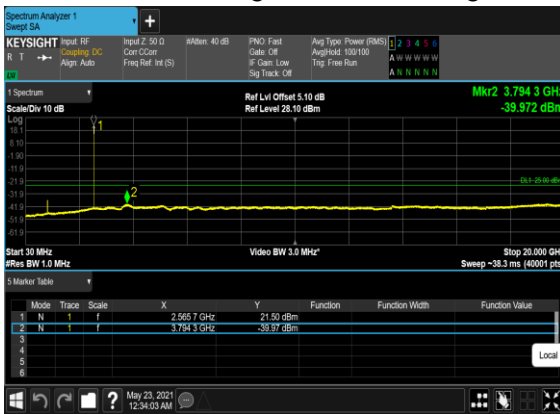 Spectrum Analyzer 1
Swept SA
KEYSIGHT
R T
LV
Input: RF
Coupling: DC
Align: Auto
Input Z: 50 Ω
Corr CCorr
Freq Ref: Int (S)
#Atten: 40 dB
PNO: Fast
Gate: Off
IF Gain: Low
Sig Track: Off
Avg Type: Power (RMS)
Avg|Hold: 100/100
Trig: Free Run
1 2 3 4 5 6
A W W W W W
A N N N N N
1 Spectrum
Scale/Div 10 dB
Ref Lvl Offset 5.10 dB
Ref Level 28.10 dBm
Mkr2 3.794 3 GHz
-39.972 dBm
Log
18.1
8.10
-1.90
-11.9
-21.9
-31.9
-41.9
-51.9
-61.9
1
2
DL1 -25.00 dBm
Start 30 MHz
#Res BW 1.0 MHz
Video BW 3.0 MHz*
Stop 20.000 GH
Sweep ~38.3 ms (40001 pts
5 Marker Table
Mode Trace Scale X Y Function Function Width Function Value
1 N 1 f 2.565 7 GHz 21.50 dBm
2 N 1 f 3.794 3 GHz -39.97 dBm
3
4
5
6
Local
?
May 23, 2021
12:34:03 AM